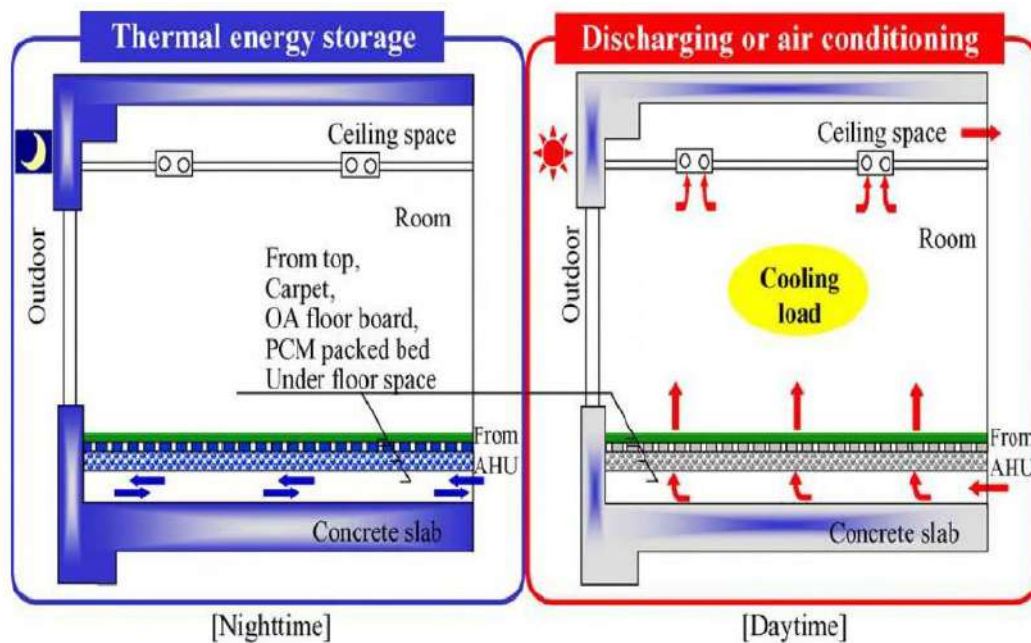 Thermal energy storage
Ceiling space
Room
Outdoor
From top,
Carpet,
OA floor board,
PCM packed bed
Under floor space
From
AHU
Concrete slab
[Nighttime]
Discharging or air conditioning
Ceiling space
Room
Outdoor
Cooling
load
From
AHU
Concrete slab
[Daytime]